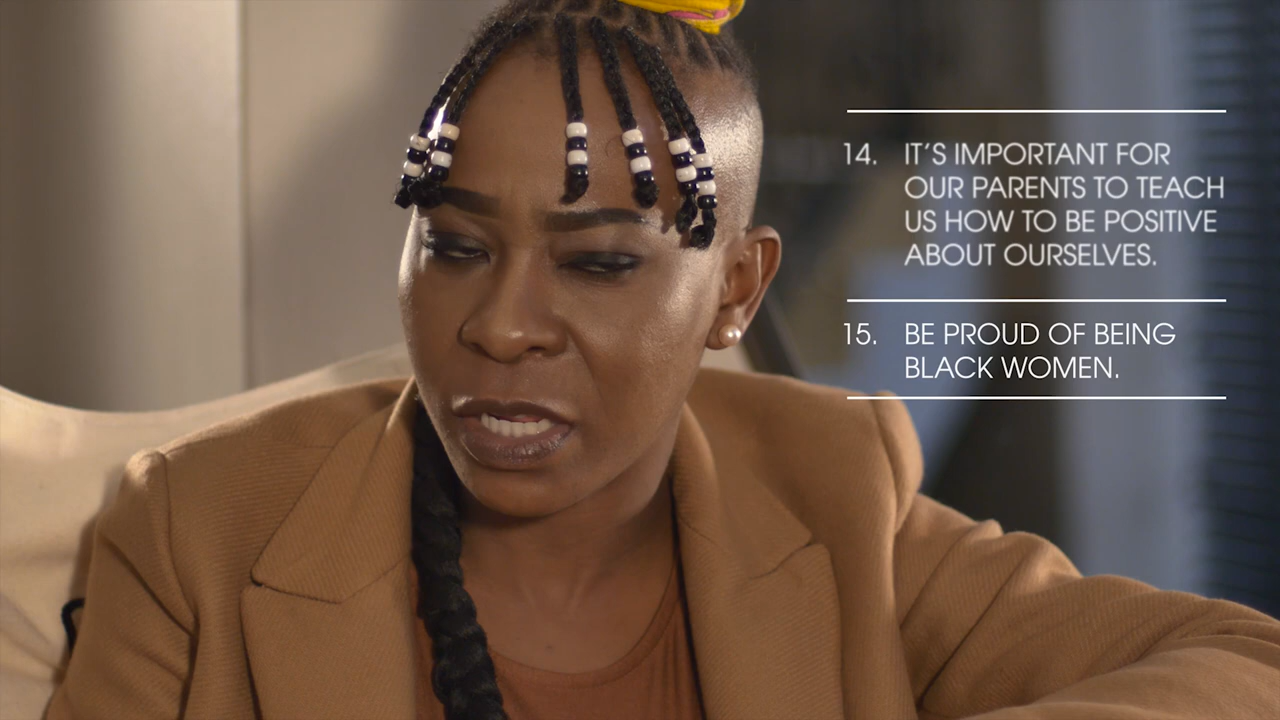 14. IT'S IMPORTANT FOR
OUR PARENTS TO TEACH
US HOW TO BE POSITIVE
ABOUT OURSELVES.
15. BE PROUD OF BEING
BLACK WOMEN.